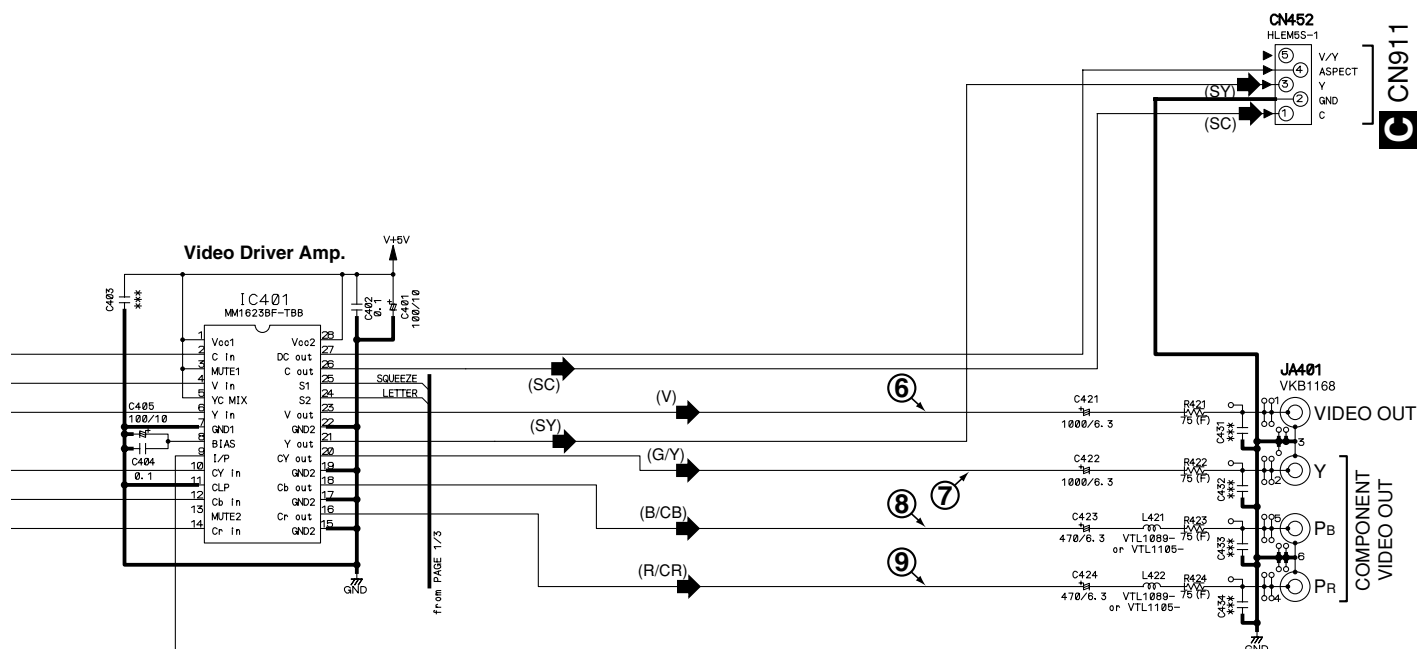 CN452
HLEM5S-1
5 V/Y
4 ASPECT
3 Y
2 GND
1 C
C CN911
(SY)
(SC)
Video Driver Amp.
V+5V
C403
***
C402
0.1
C401
100/10
IC401
MM1623BF-TBB
1 Vcc1
2 C in
3 MUTE1
4 V in
5 YC MIX
6 Y in
7 GND1
8 BIAS
9 I/P
10 CY in
11 CLP
12 Cb in
13 MUTE2
14 Cr in
Vcc2 28
DC out 27
C out 26
S1 25
S2 24
V out 23
GND2 22
Y out 21
CY out 20
GND2 19
Cb out 18
GND2 17
Cr out 16
GND2 15
C405
100/10
C404
0.1
GND
SQUEEZE
LETTER
from PAGE 1/3
(SC)
(V)
(SY)
(G/Y)
(B/CB)
(R/CR)
6
7
8
9
C421
1000/6.3
R421
75(F)
C431
***
C422
1000/6.3
R422
75(F)
C432
***
C423
470/6.3
L421
VTL1089-
or VTL1105-
R423
75(F)
C433
***
C424
470/6.3
L422
VTL1089-
or VTL1105-
R424
75(F)
C434
***
JA401
VKB1168
1
VIDEO OUT
3
2
Y
5
PB
6
4
PR
COMPONENT
VIDEO OUT
GND